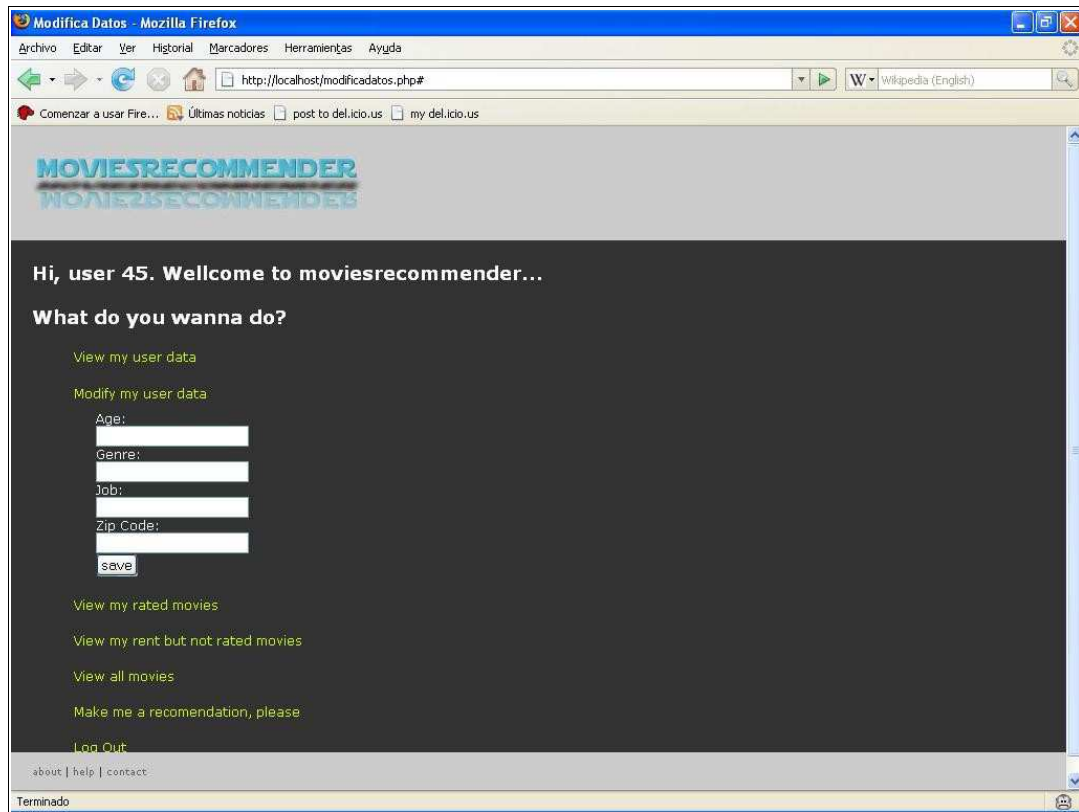 Modifica Datos - Mozilla Firefox
Archivo Editar Ver Historial Marcadores Herramientas Ayuda
http://localhost/modificadatos.php#
W Wikipedia (English)
Comenzar a usar Fire... Últimas noticias post to del.icio.us my del.icio.us
MOVIESRECOMMENDER
Hi, user 45. Wellcome to moviesrecommender...
What do you wanna do?
View my user data
Modify my user data
Age:
Genre:
Job:
Zip Code:
save
View my rated movies
View my rent but not rated movies
View all movies
Make me a recomendation, please
Log Out
about | help | contact
Terminado